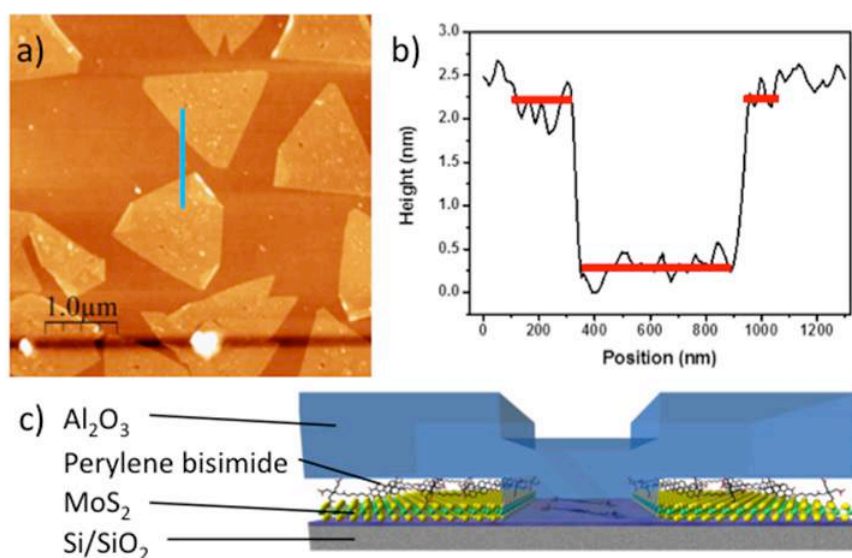 a)
1.0μm
b)
Height (nm)
3.0
2.5
2.0
1.5
1.0
0.5
0.0
0 200 400 600 800 1000 1200
Position (nm)
c)
Al₂O₃
Perylene bisimide
MoS₂
Si/SiO₂